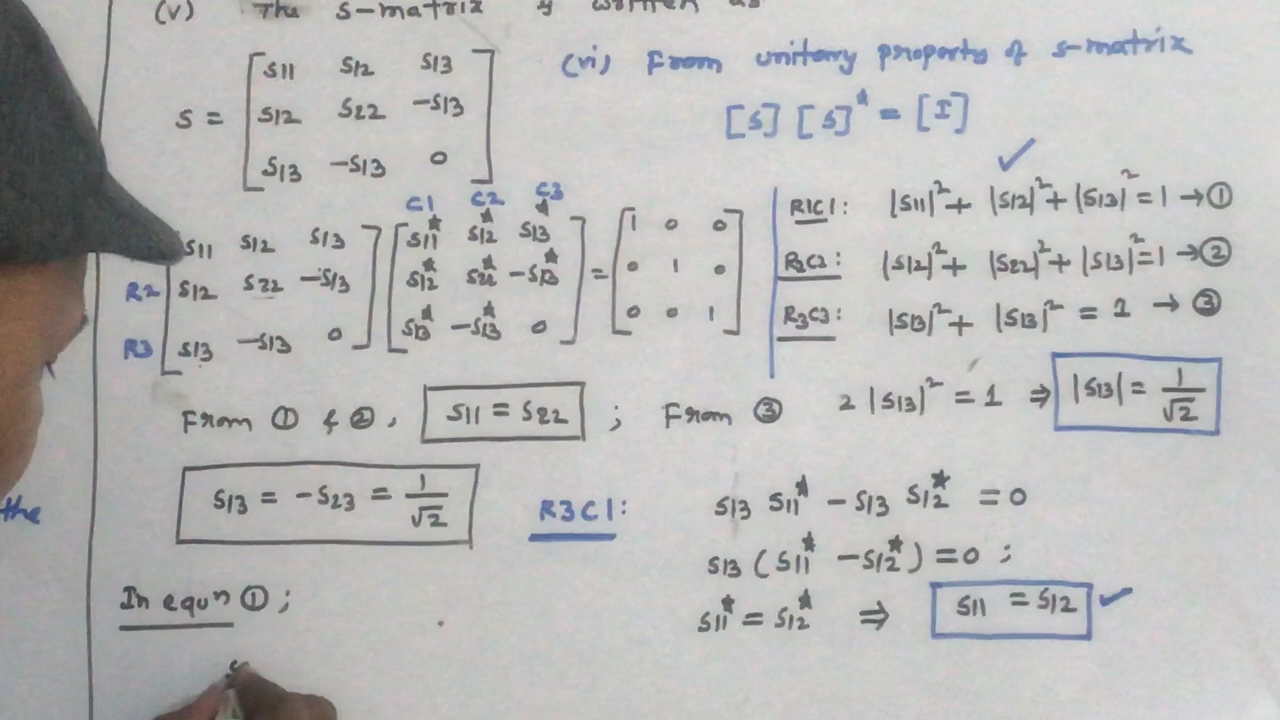 (v) The s-matrix is written as
S = [ S11 S12 S13
S12 S22 -S13
S13 -S13 0 ]
(vi) From unitary property of s-matrix
[S] [S]* = [I]
C1 C2 C3
S11 S12 S13 S11* S12* S13* 1 0 0
R2 S12 S22 -S13 S12* S22* -S13* = 0 1 0
R3 S13 -S13 0 S13* -S13* 0 0 0 1
R1C1: |S11|² + |S12|² + |S13|² = 1 → ①
R2C2: |S12|² + |S22|² + |S13|² = 1 → ②
R3C3: |S13|² + |S13|² = 1 → ③
From ① & ②, S11 = S22 ; From ③ 2 |S13|² = 1 ⇒ |S13| = 1/√2
S13 = -S23 = 1/√2
R3C1: S13 S11* - S13 S12* = 0
S13 (S11* - S12*) = 0 ;
S11* = S12* ⇒ S11 = S12 ✓
the
In equn ① ;